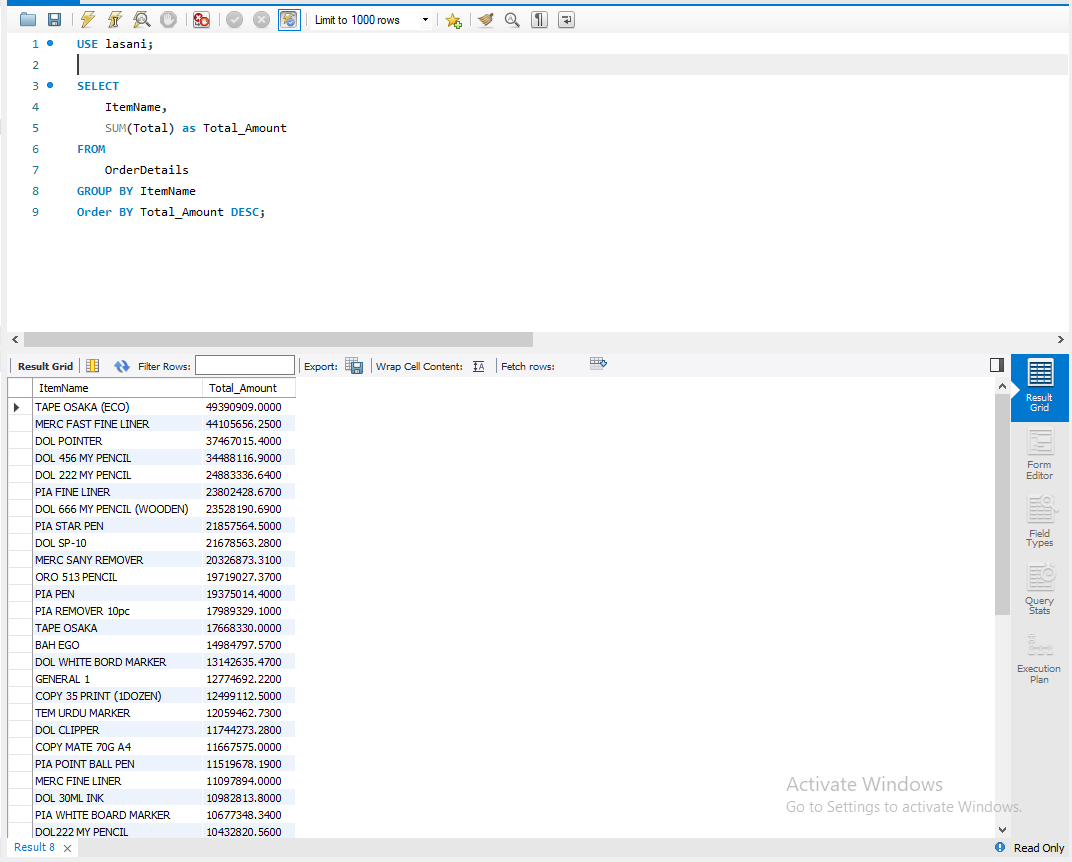 Limit to 1000 rows
1 USE lasani;
2
3 SELECT
4 ItemName,
5 SUM(Total) as Total_Amount
6 FROM
7 OrderDetails
8 GROUP BY ItemName
9 Order BY Total_Amount DESC;
Result Grid Filter Rows: Export: Wrap Cell Content: Fetch rows:
ItemName Total_Amount
TAPE OSAKA (ECO) 49390909.0000
MERC FAST FINE LINER 44105656.2500
DOL POINTER 37467015.4000
DOL 456 MY PENCIL 34488116.9000
DOL 222 MY PENCIL 24883336.6400
PIA FINE LINER 23802428.6700
DOL 666 MY PENCIL (WOODEN) 23528190.6900
PIA STAR PEN 21857564.5000
DOL SP-10 21678563.2800
MERC SANY REMOVER 20326873.3100
ORO 513 PENCIL 19719027.3700
PIA PEN 19375014.4000
PIA REMOVER 10pc 17989329.1000
TAPE OSAKA 17668330.0000
BAH EGO 14984797.5700
DOL WHITE BORD MARKER 13142635.4700
GENERAL 1 12774692.2200
COPY 35 PRINT (1DOZEN) 12499112.5000
TEM URDU MARKER 12059462.7300
DOL CLIPPER 11744273.2800
COPY MATE 70G A4 11667575.0000
PIA POINT BALL PEN 11519678.1900
MERC FINE LINER 11097894.0000
DOL 30ML INK 10982813.8000
PIA WHITE BOARD MARKER 10677348.3400
DOL222 MY PENCIL 10432820.5600
Result
Grid
Form
Editor
Field
Types
Query
Stats
Execution
Plan
Activate Windows
Go to Settings to activate Windows.
Result 8
Read Only